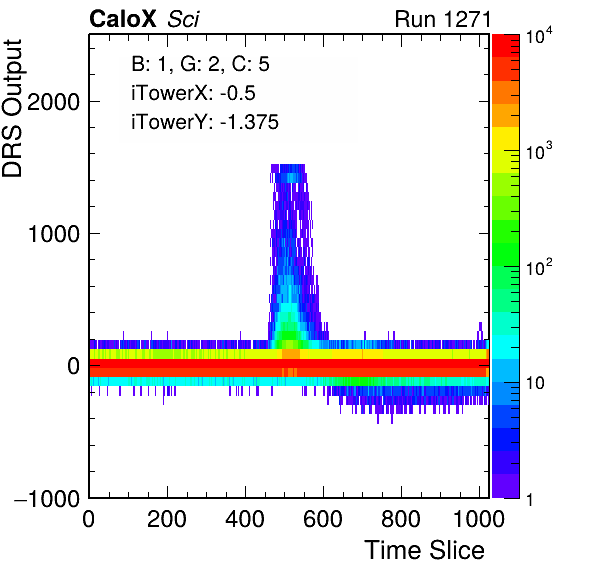 CaloX Sci Run 1271
B: 1, G: 2, C: 5
iTowerX: -0.5
iTowerY: -1.375
DRS Output
2000
1000
0
−1000
0 200 400 600 800 1000
Time Slice
10^4
10^3
10^2
10
1